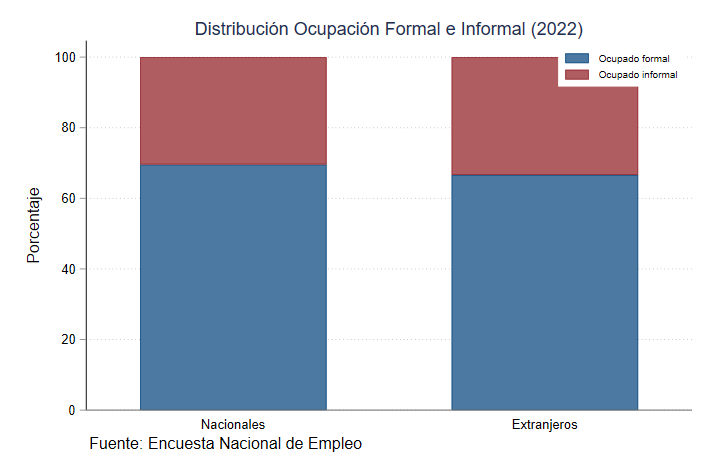 Distribución Ocupación Formal e Informal (2022)
Ocupado formal
Ocupado informal
Porcentaje
100
80
60
40
20
0
Nacionales
Extranjeros
Fuente: Encuesta Nacional de Empleo